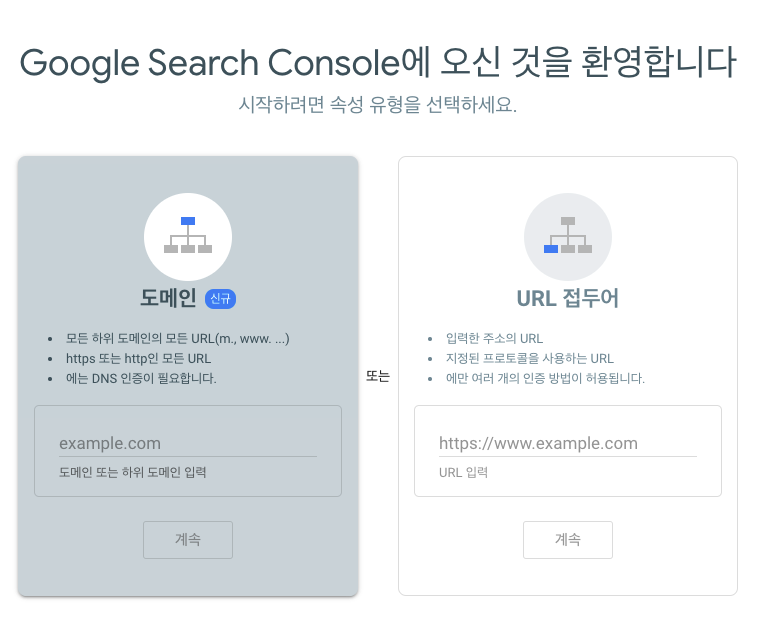 Google Search Console에 오신 것을 환영합니다
시작하려면 속성 유형을 선택하세요.
도메인 신규
모든 하위 도메인의 모든 URL(m., www. ...)
https 또는 http인 모든 URL
에는 DNS 인증이 필요합니다.
example.com
도메인 또는 하위 도메인 입력
계속
또는
URL 접두어
입력한 주소의 URL
지정된 프로토콜을 사용하는 URL
에만 여러 개의 인증 방법이 허용됩니다.
https://www.example.com
URL 입력
계속